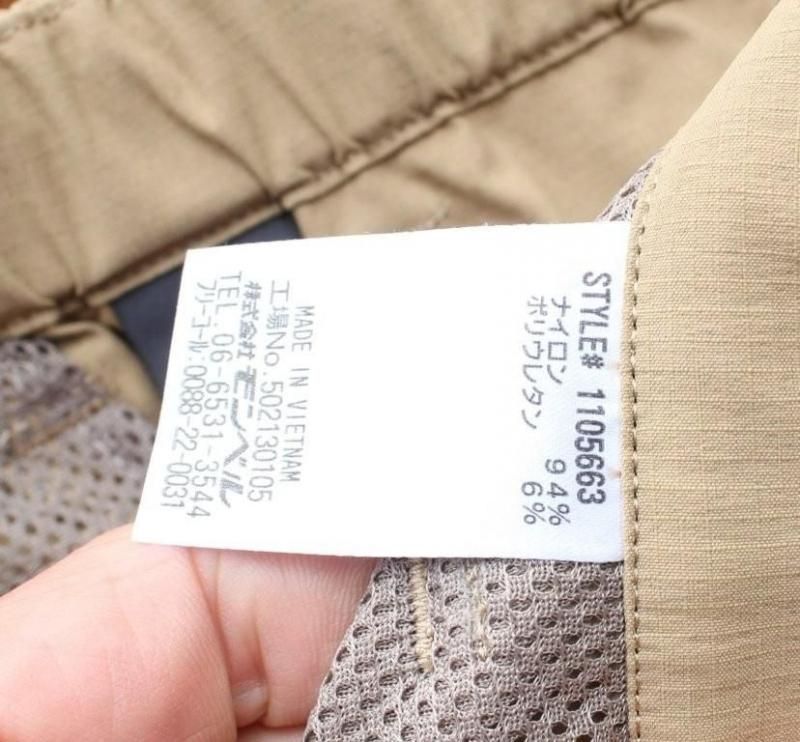 STYLE# 1105663
ナイロン 94%
ポリウレタン 6%
MADE IN VIETNAM
工場No.502130105
株式会社 モンベル
TEL.06-6531-3544
フリーコール:0088-22-0031